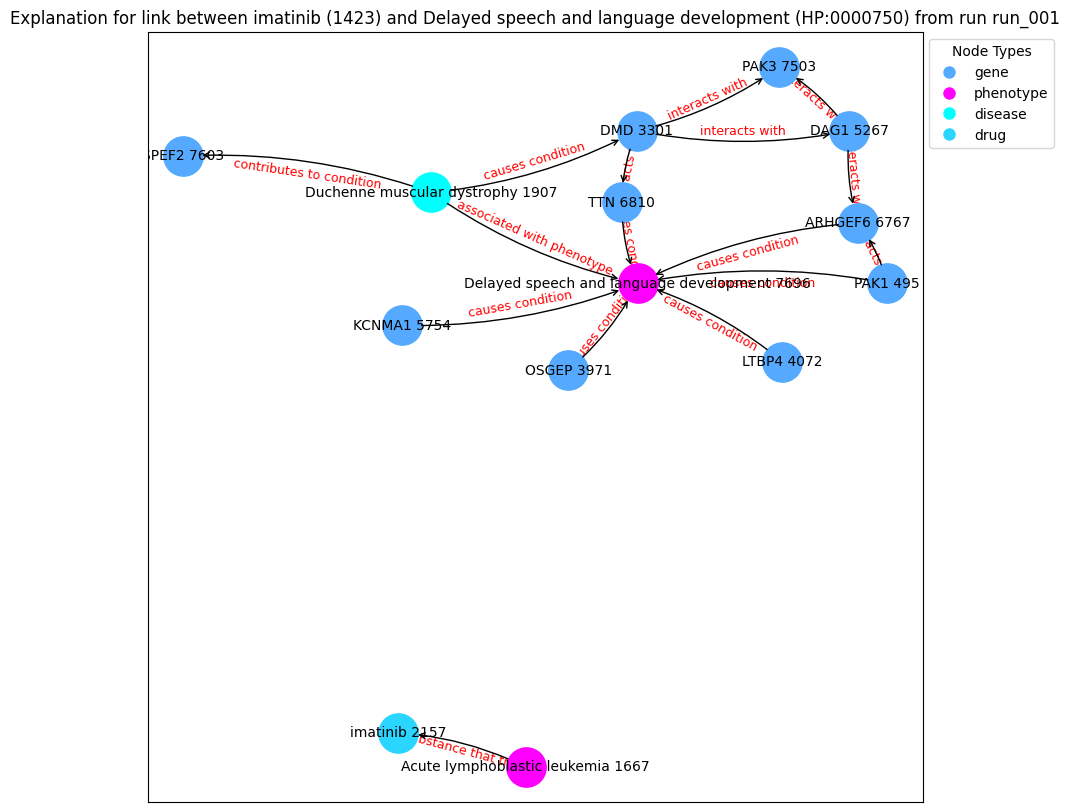 Explanation for link between imatinib (1423) and Delayed speech and language development (HP:0000750) from run run_001
Node Types
gene
phenotype
disease
drug
PAK3 7503
interacts with
DMD 3301
interacts with
DAG1 5267
7603
contributes to condition
causes condition
Duchenne muscular dystrophy 1907
associated with phenotype
TTN 6810
ARHGEF6 6767
causes condition
Delayed speech and language development 7696
causes condition
PAK1 495
KCNMA1 5754
causes condition
causes condition
OSGEP 3971
LTBP4 4072
imatinib 2157
substance that
Acute lymphoblastic leukemia 1667